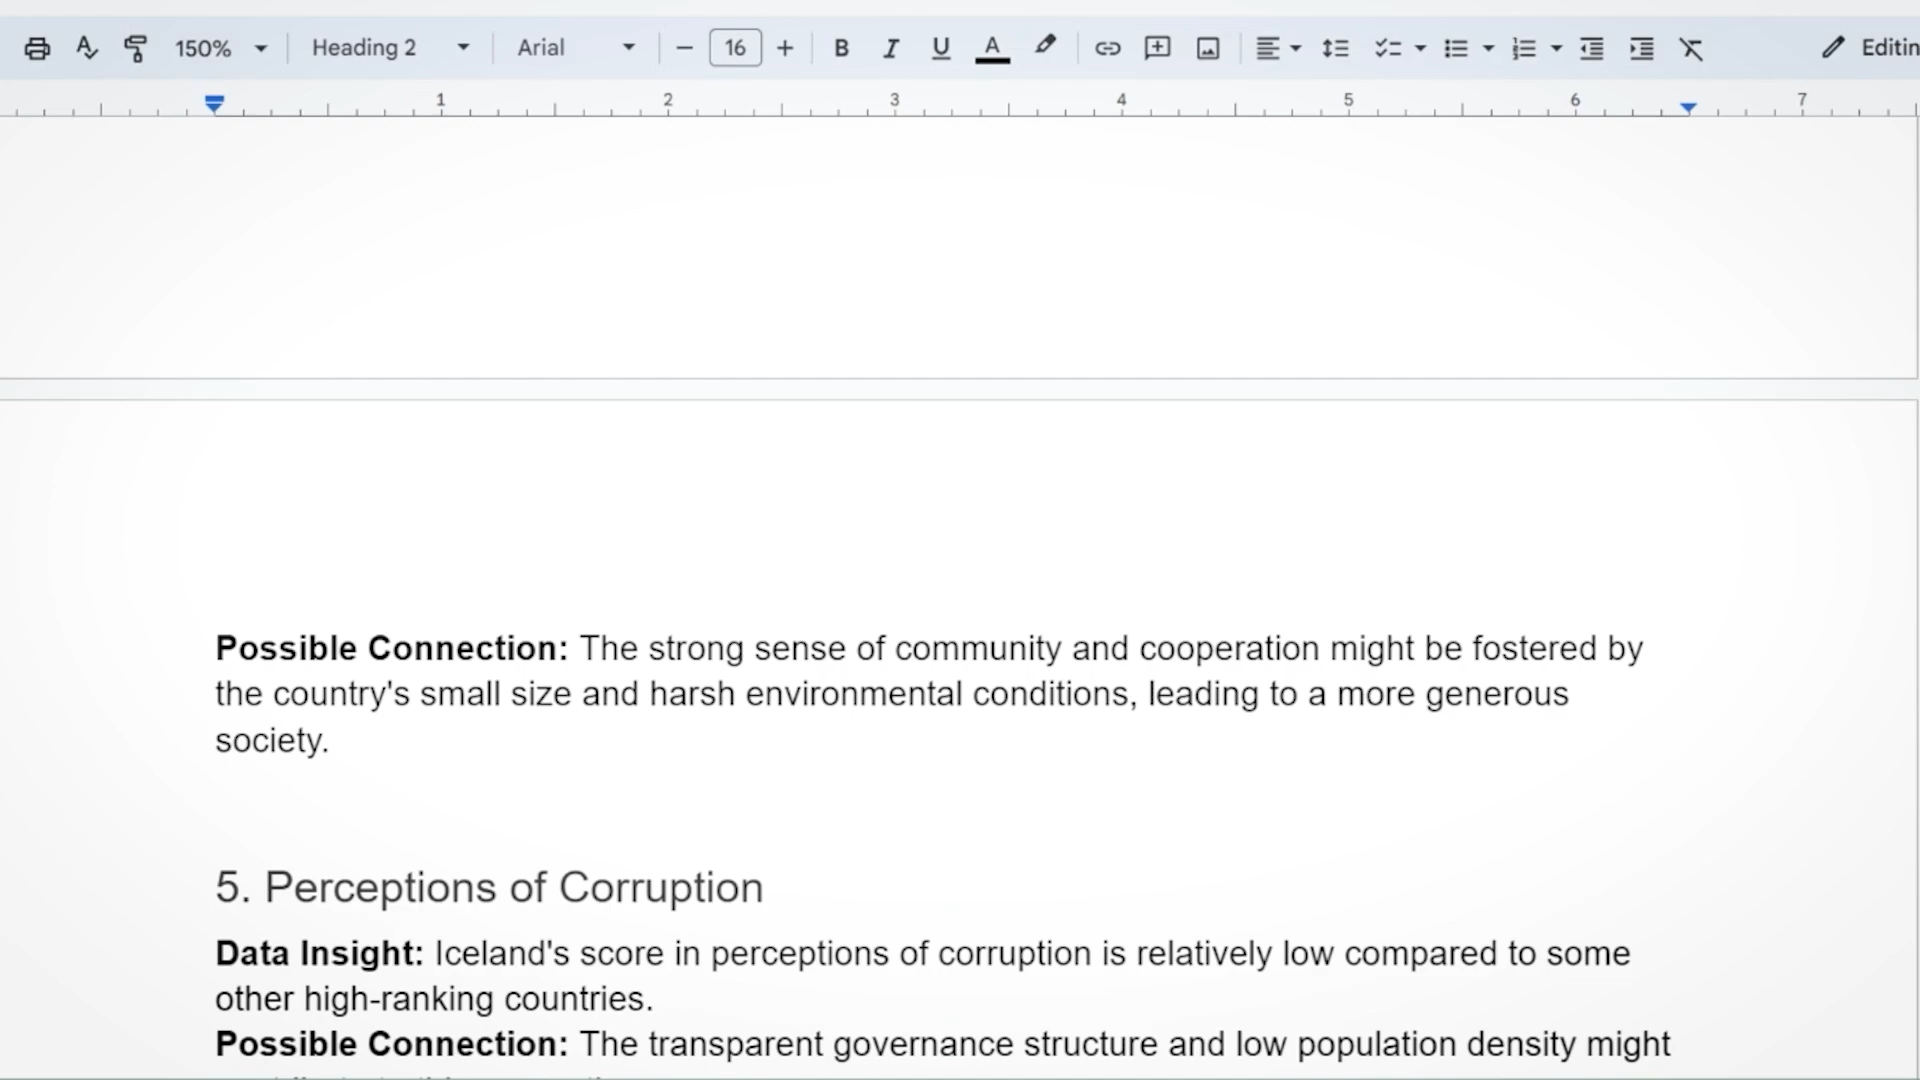 150% Heading 2 Arial 16 B I U A Editin
1 2 3 4 5 6 7
Possible Connection: The strong sense of community and cooperation might be fostered by
the country's small size and harsh environmental conditions, leading to a more generous
society.
5. Perceptions of Corruption
Data Insight: Iceland's score in perceptions of corruption is relatively low compared to some
other high-ranking countries.
Possible Connection: The transparent governance structure and low population density might